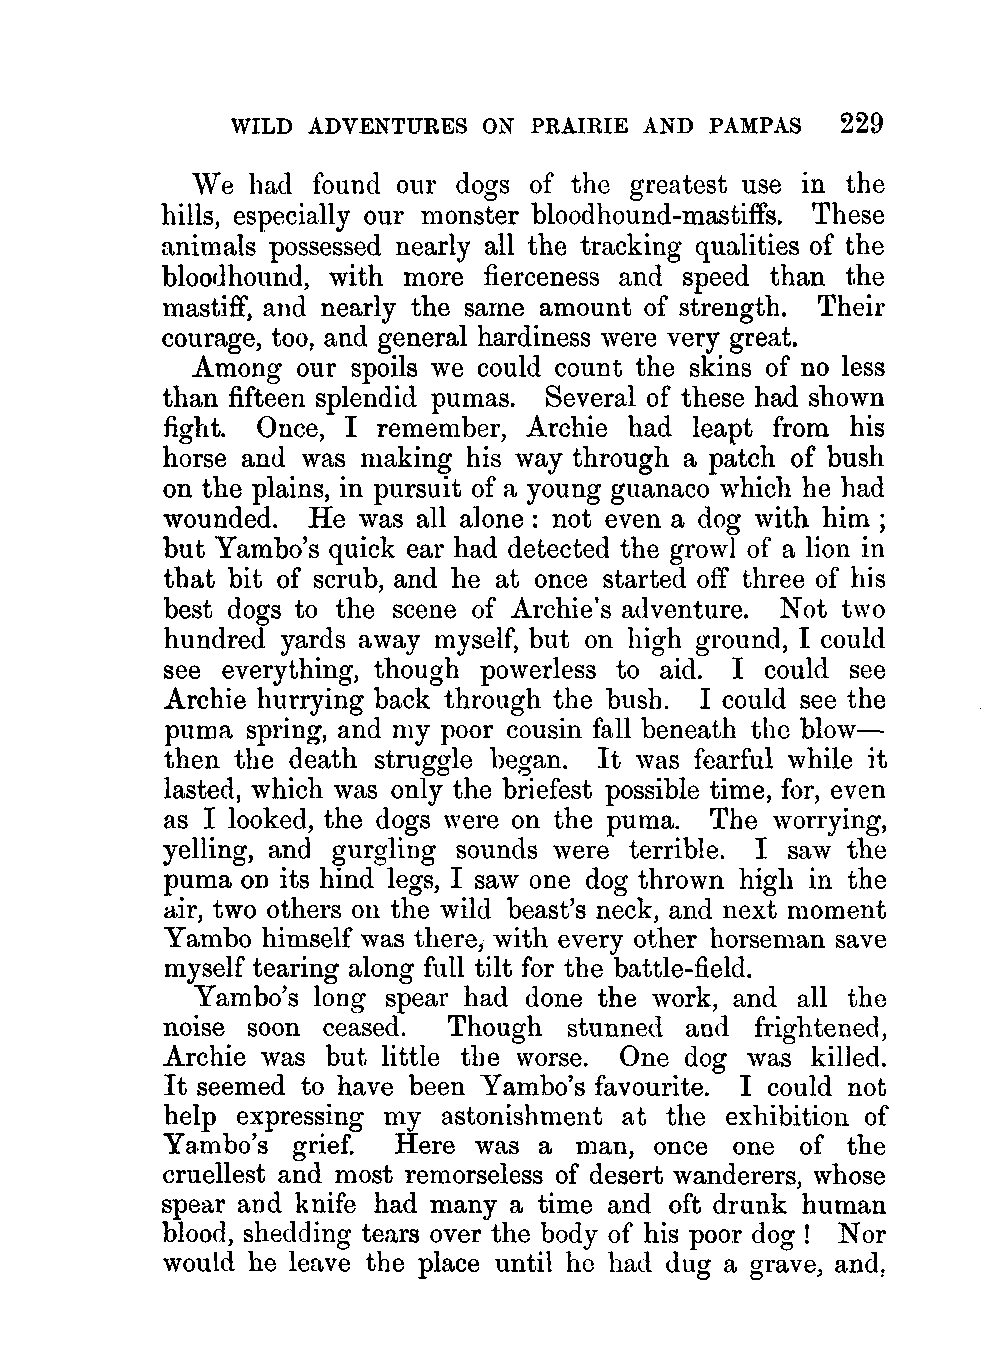 WILD ADVENTURES ON PRAIRIE AND PAMPAS 229
We had found our dogs of the greatest use in the
hills, especially our monster bloodhound-mastiffs. These
animals possessed nearly all the tracking qualities of the
bloodhound, with more fierceness and speed than the
mastiff, and nearly the same amount of strength. Their
courage, too, and general hardiness were very great.
Among our spoils we could count the skins of no less
than fifteen splendid pumas. Several of these had shown
fight. Once, I remember, Archie had leapt from his
horse and was making his way through a patch of bush
on the plains, in pursuit of a young guanaco which he had
wounded. He was all alone : not even a dog with him ;
but Yambo's quick ear had detected the growl of a lion in
that bit of scrub, and he at once started off three of his
best dogs to the scene of Archie's adventure. Not two
hundred yards away myself, but on high ground, I could
see everything, though powerless to aid. I could see
Archie hurrying back through the bush. I could see the
puma spring, and my poor cousin fall beneath the blow—
then the death struggle began. It was fearful while it
lasted, which was only the briefest possible time, for, even
as I looked, the dogs were on the puma. The worrying,
yelling, and gurgling sounds were terrible. I saw the
puma on its hind legs, I saw one dog thrown high in the
air, two others on the wild beast's neck, and next moment
Yambo himself was there, with every other horseman save
myself tearing along full tilt for the battle-field.
Yambo's long spear had done the work, and all the
noise soon ceased. Though stunned and frightened,
Archie was but little the worse. One dog was killed.
It seemed to have been Yambo's favourite. I could not
help expressing my astonishment at the exhibition of
Yambo's grief. Here was a man, once one of the
cruellest and most remorseless of desert wanderers, whose
spear and knife had many a time and oft drunk human
blood, shedding tears over the body of his poor dog ! Nor
would he leave the place until he had dug a grave, and,